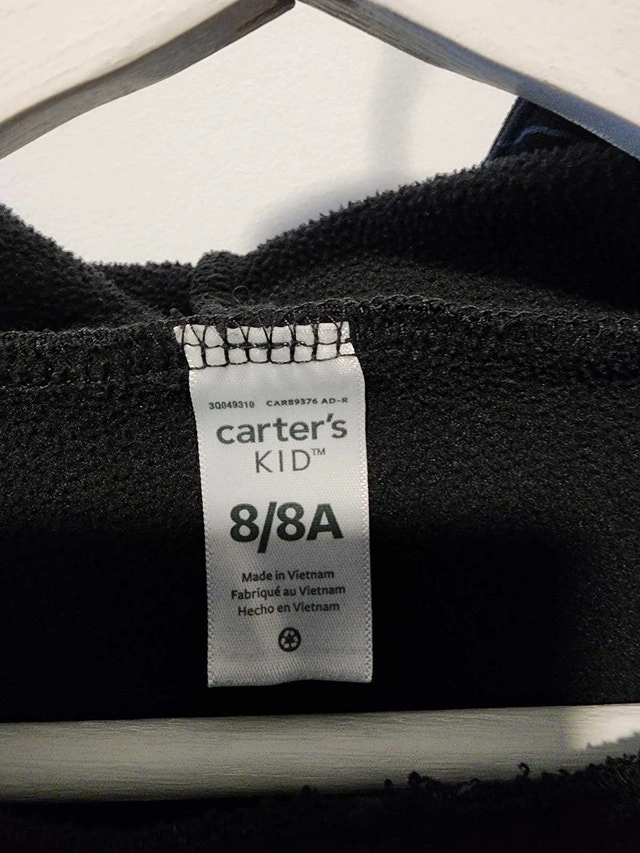 3Q049310 CAR89376 AD-R
carter's
KID™
8/8A
Made in Vietnam
Fabriqué au Vietnam
Hecho en Vietnam